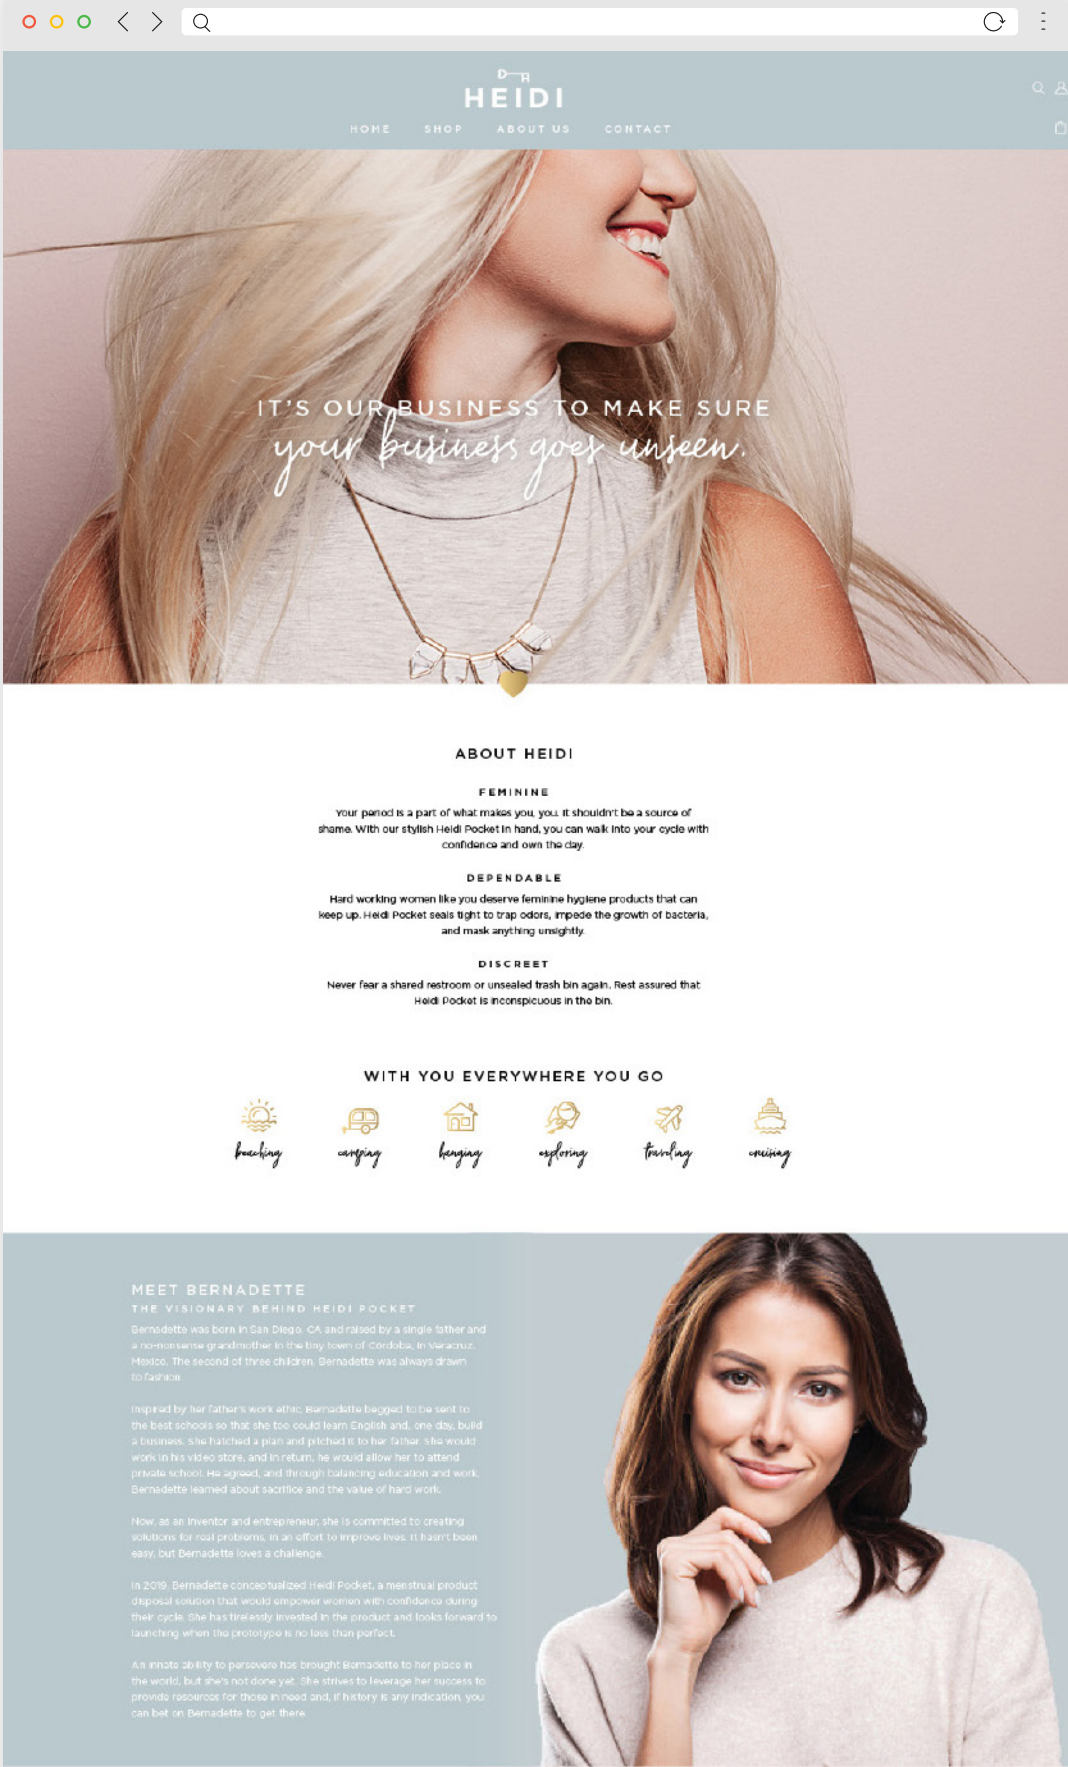 HEIDI
HOME SHOP ABOUT US CONTACT
IT'S OUR BUSINESS TO MAKE SURE
your business goes unseen.
ABOUT HEIDI
FEMININE
Your period is a part of what makes you, you. It shouldn't be a source of
shame. With our stylish Heidi Pocket in hand, you can walk into your cycle with
confidence and own the day.
DEPENDABLE
Hard working women like you deserve feminine hygiene products that can
keep up. Heidi Pocket seals tight to trap odors, impede the growth of bacteria,
and mask anything unsightly.
DISCREET
Never fear a shared restroom or unsealed trash bin again. Rest assured that
Heidi Pocket is inconspicuous in the bin.
WITH YOU EVERYWHERE YOU GO
beaching camping hanging exploring traveling cruising
MEET BERNADETTE
THE VISIONARY BEHIND HEIDI POCKET
Bernadette was born in San Diego, CA and raised by a single father and
a no-nonsense grandmother in the tiny town of Córdoba, in Veracruz,
Mexico. The second of three children, Bernadette was always drawn
to fashion.
Inspired by her father's work ethic, Bernadette begged to be sent to
the best schools so that she too could learn English and, one day, build
a business. She hatched a plan and pitched it to her father. She would
work in his video store, and in return, he would allow her to attend
private school. He agreed, and through balancing education and work,
Bernadette learned about sacrifice and the value of hard work.
Now, as an inventor and entrepreneur, she is committed to creating
solutions for real problems, in an effort to improve lives. It hasn't been
easy, but Bernadette loves a challenge.
In 2019, Bernadette conceptualized Heidi Pocket, a menstrual product
disposal solution that would empower women with confidence during
their cycle. She has tirelessly invested in the product and looks forward to
launching when the prototype is no less than perfect.
An innate ability to persevere has brought Bernadette to her place in
the world, but she's not done yet. She strives to leverage her success to
provide resources for those in need and, if history is any indication, you
can bet on Bernadette to get there.